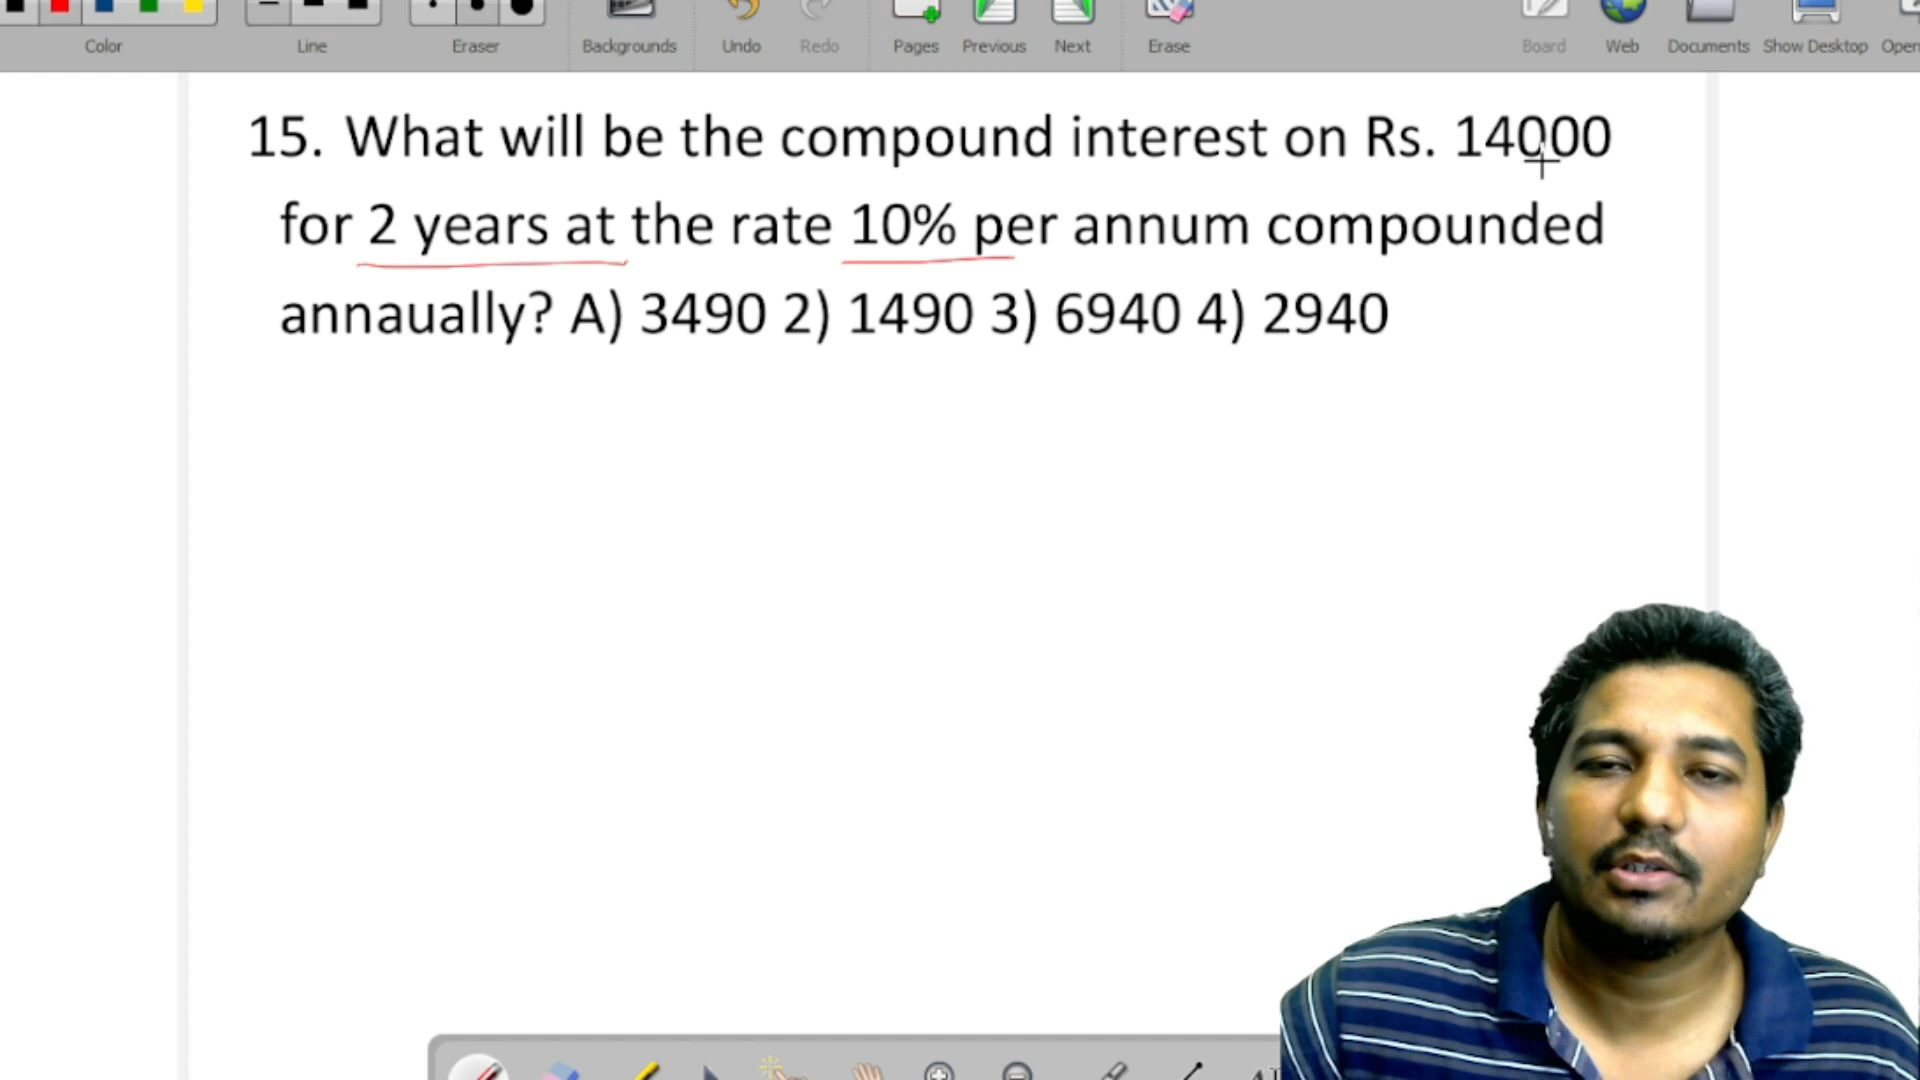 Color Line Eraser Backgrounds Undo Redo Pages Previous Next Erase Board Web Documents Show Desktop
15. What will be the compound interest on Rs. 14000
for 2 years at the rate 10% per annum compounded
annaually? A) 3490 2) 1490 3) 6940 4) 2940